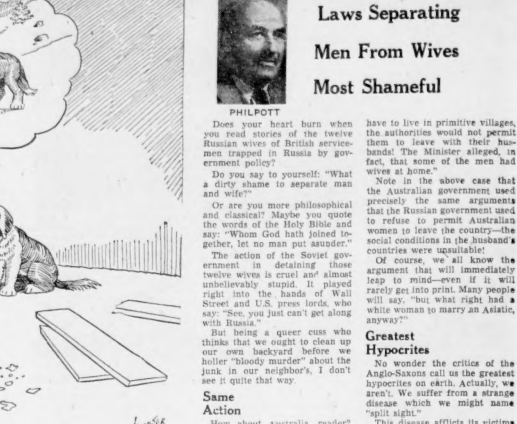 Laws Separating
Men From Wives
Most Shameful
PHILPOTT
Does your heart burn when
you read stories of the twelve
Russian wives of British service-
men trapped in Russia by gov-
ernment policy?
Do you say to yourself: "What
a dirty shame to separate man
and wife?"
Or are you more philosophical
and classical? Maybe you quote
the words of the Holy Bible and
say: "Whom God hath joined to-
gether, let no man put asunder."
The action of the Soviet gov-
ernment in detaining those
twelve wives is cruel and almost
unbelievably stupid. It played
right into the hands of Wall
Street and U.S. press lords, who
say: "See, you just can't get along
with Russia."
But being a queer cuss who
thinks that we ought to clean up
our own backyard before we
holler "bloody murder" about the
junk in our neighbor's, I don't
see it quite that way.
Same
Action
How about Australia, reader?
have to live in primitive villages,
the authorities would not permit
them to leave with their hus-
bands! The Minister alleged, in
fact, that some of the men had
wives at home."
Note in the above case that
the Australian government used
precisely the same arguments
that the Russian government used
to refuse to permit Australian
women to leave the country—the
social conditions in the husband's
countries were unsuitable!
Of course, we all know the
argument that will immediately
leap to mind—even if it will
rarely get into print. Many people
will say, "but what right had a
white woman to marry an Asiatic,
anyway?"
Greatest
Hypocrites
No wonder the critics of the
Anglo-Saxons call us the greatest
hypocrites on earth. Actually, we
aren't. We suffer from a strange
disease which we might name
"split sight."
This disease afflicts its victims